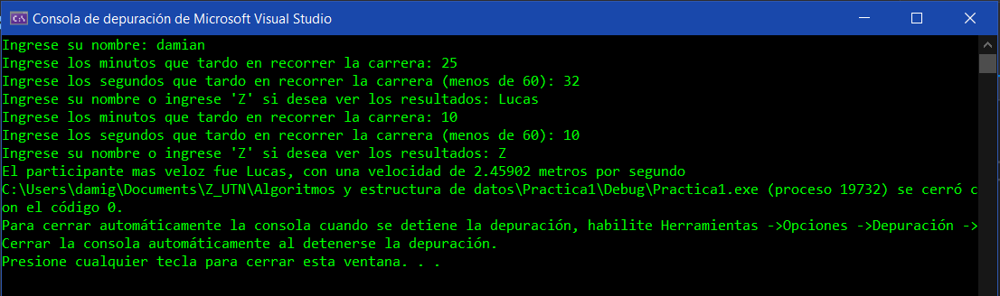 Consola de depuración de Microsoft Visual Studio
Ingrese su nombre: damian
Ingrese los minutos que tardo en recorrer la carrera: 25
Ingrese los segundos que tardo en recorrer la carrera (menos de 60): 32
Ingrese su nombre o ingrese 'Z' si desea ver los resultados: Lucas
Ingrese los minutos que tardo en recorrer la carrera: 10
Ingrese los segundos que tardo en recorrer la carrera (menos de 60): 10
Ingrese su nombre o ingrese 'Z' si desea ver los resultados: Z
El participante mas veloz fue Lucas, con una velocidad de 2.45902 metros por segundo
C:\Users\damig\Documents\Z_UTN\Algoritmos y estructura de datos\Practica1\Debug\Practica1.exe (proceso 19732) se cerró c
on el código 0.
Para cerrar automáticamente la consola cuando se detiene la depuración, habilite Herramientas ->Opciones ->Depuración ->
Cerrar la consola automáticamente al detenerse la depuración.
Presione cualquier tecla para cerrar esta ventana. . .